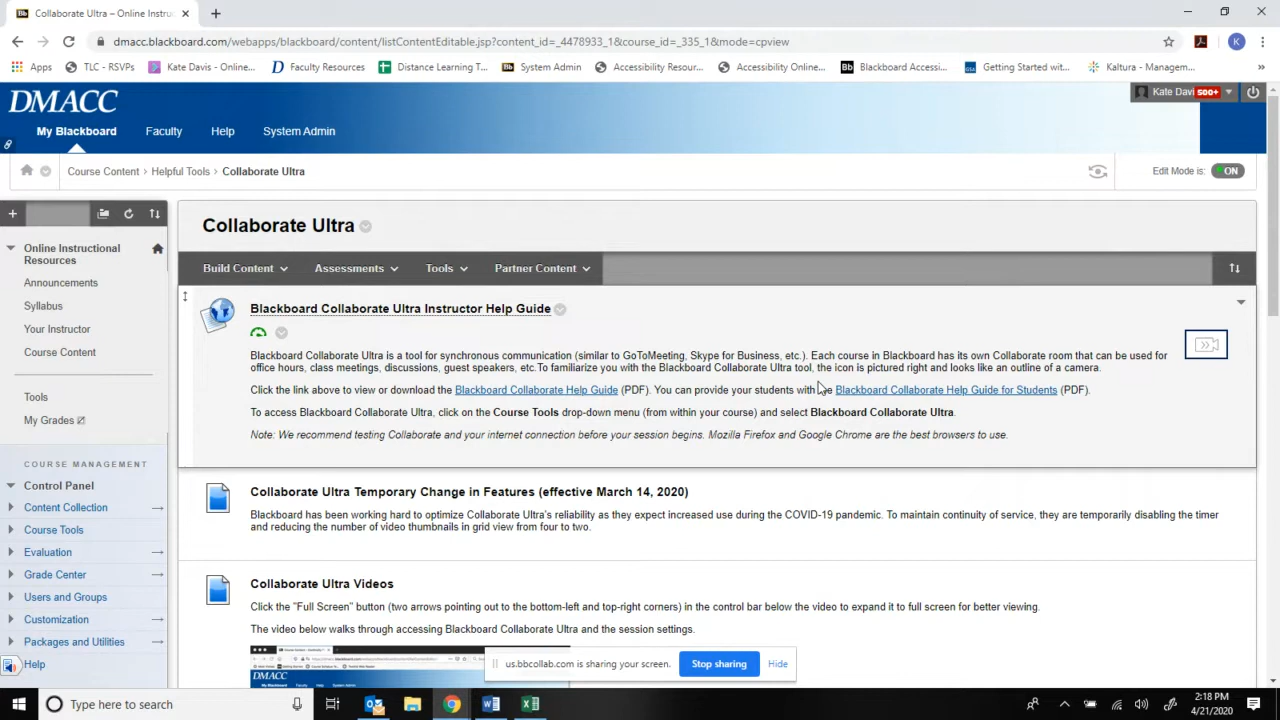 Collaborate Ultra – Online Instruc
dmacc.blackboard.com/webapps/blackboard/content/listContentEditable.jsp?content_id=_4478933_1&course_id=_335_1&mode=cpview
K
Apps
TLC - RSVPs
Kate Davis - Online...
Faculty Resources
Distance Learning T...
System Admin
Accessibility Resour...
Accessibility Online...
Blackboard Accessi...
Getting Started wit...
Kaltura - Managem...
»
DMACC
Kate Davi 500+
My Blackboard
Faculty
Help
System Admin
Course Content > Helpful Tools > Collaborate Ultra
Edit Mode is: ON
Online Instructional
Resources
Announcements
Syllabus
Your Instructor
Course Content
Tools
My Grades
COURSE MANAGEMENT
Control Panel
Content Collection
Course Tools
Evaluation
Grade Center
Users and Groups
Customization
Packages and Utilities
Help
Collaborate Ultra
Build Content
Assessments
Tools
Partner Content
Blackboard Collaborate Ultra Instructor Help Guide
Blackboard Collaborate Ultra is a tool for synchronous communication (similar to GoToMeeting, Skype for Business, etc.). Each course in Blackboard has its own Collaborate room that can be used for
office hours, class meetings, discussions, guest speakers, etc.To familiarize you with the Blackboard Collaborate Ultra tool, the icon is pictured right and looks like an outline of a camera.
Click the link above to view or download the Blackboard Collaborate Help Guide (PDF). You can provide your students with the Blackboard Collaborate Help Guide for Students (PDF).
To access Blackboard Collaborate Ultra, click on the Course Tools drop-down menu (from within your course) and select Blackboard Collaborate Ultra.
Note: We recommend testing Collaborate and your internet connection before your session begins. Mozilla Firefox and Google Chrome are the best browsers to use.
Collaborate Ultra Temporary Change in Features (effective March 14, 2020)
Blackboard has been working hard to optimize Collaborate Ultra's reliability as they expect increased use during the COVID-19 pandemic. To maintain continuity of service, they are temporarily disabling the timer
and reducing the number of video thumbnails in grid view from four to two.
Collaborate Ultra Videos
Click the "Full Screen" button (two arrows pointing out to the bottom-left and top-right corners) in the control bar below the video to expand it to full screen for better viewing.
The video below walks through accessing Blackboard Collaborate Ultra and the session settings.
DMACC
us.bbcollab.com is sharing your screen.
Stop sharing
Hide
Type here to search
2:18 PM
4/21/2020